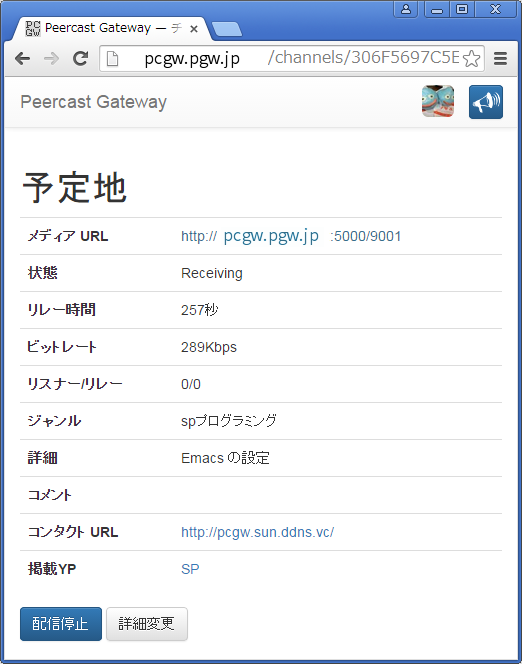 Peercast Gateway — チ
pcgw.pgw.jp /channels/306F5697C5E
Peercast Gateway
予定地
メディア URL http:// pcgw.pgw.jp :5000/9001
状態 Receiving
リレー時間 257秒
ビットレート 289Kbps
リスナー/リレー 0/0
ジャンル spプログラミング
詳細 Emacs の設定
コメント
コンタクト URL http://pcgw.sun.ddns.vc/
掲載YP SP
配信停止 詳細変更